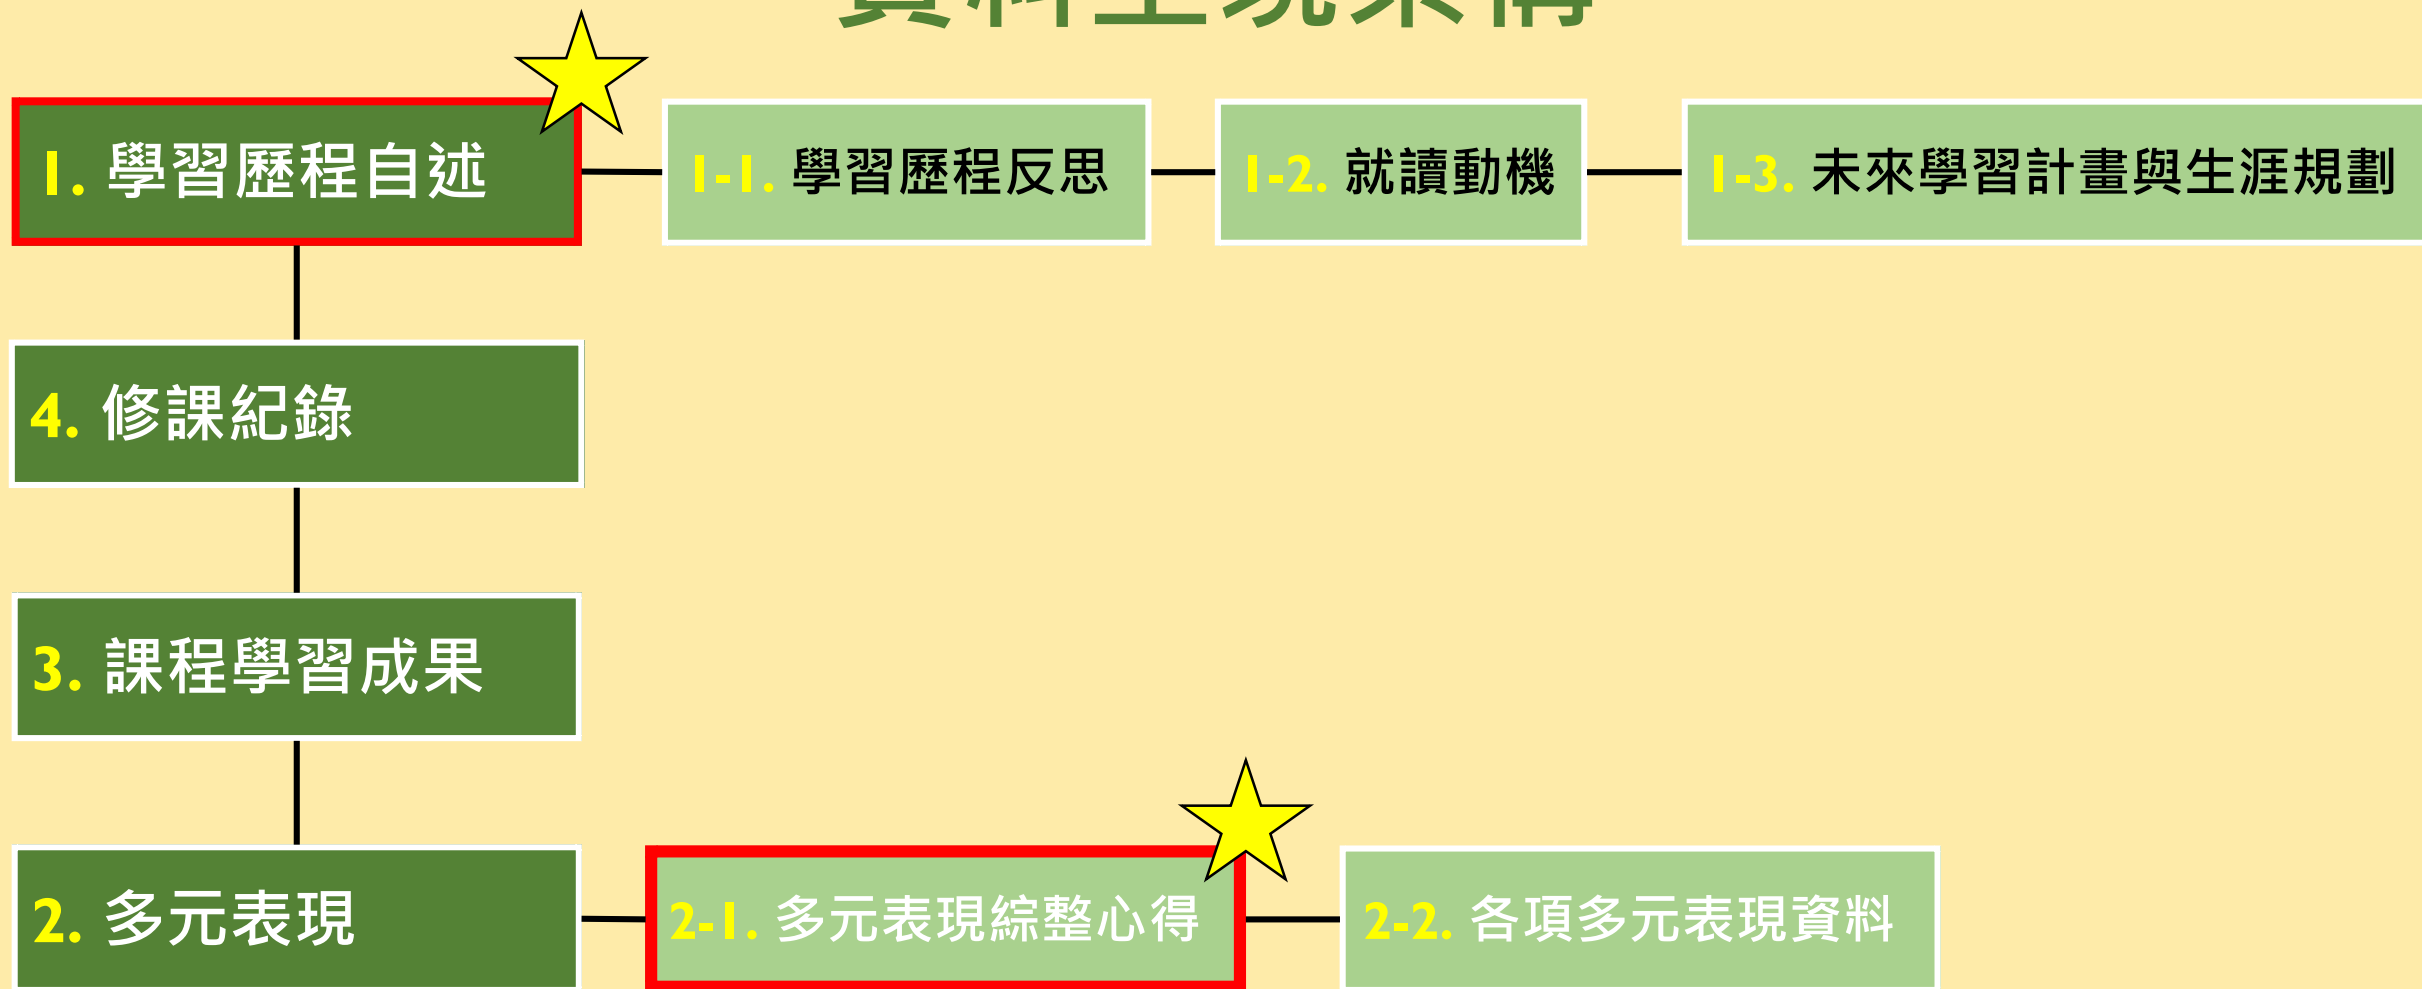 1. 學習歷程自述
1-1. 學習歷程反思
1-2. 就讀動機
1-3. 未來學習計畫與生涯規劃
4. 修課紀錄
3. 課程學習成果
2. 多元表現
2-1. 多元表現綜整心得
2-2. 各項多元表現資料